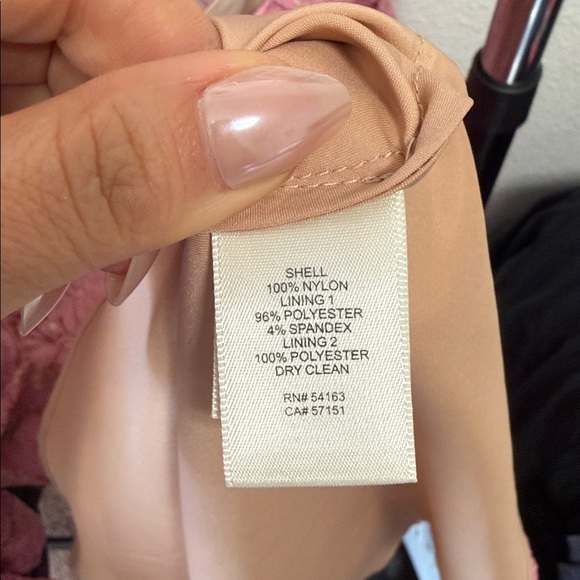 SHELL
100% NYLON
LINING 1
96% POLYESTER
4% SPANDEX
LINING 2
100% POLYESTER
DRY CLEAN
RN# 54163
CA# 57151